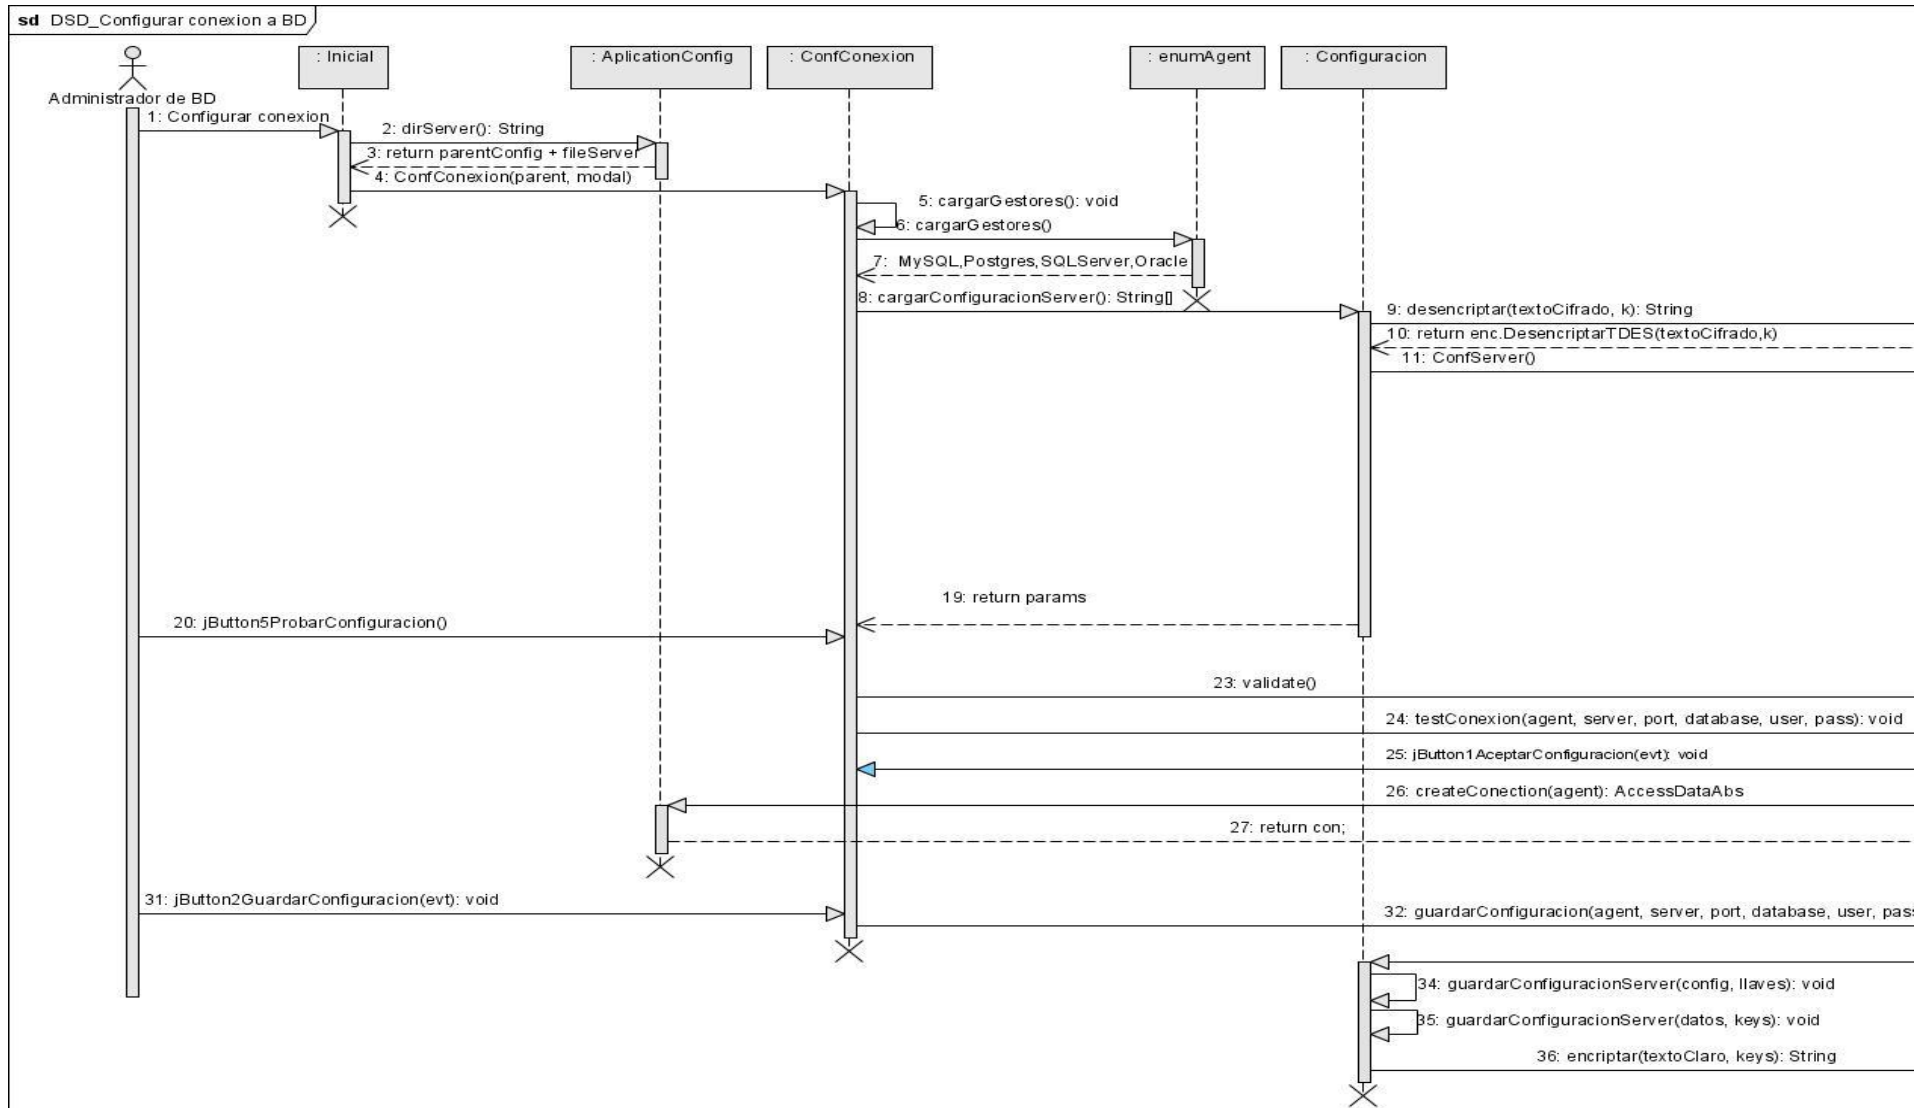 sd DSD_Configurar conexion a BD
: Inicial
: AplicationConfig
: ConfConexion
: enumAgent
: Configuracion
Administrador de BD
1: Configurar conexion
2: dirServer(): String
3: return parentConfig + fileServer
4: ConfConexion(parent, modal)
5: cargarGestores(): void
6: cargarGestores()
7: MySQL,Postgres,SQLServer,Oracle
8: cargarConfiguracionServer(): String[]
9: desencriptar(textoCifrado, k): String
10: return enc.DesencriptarTDES(textoCifrado,k)
11: ConfServer()
19: return params
20: jButton5ProbarConfiguracion()
23: validate()
24: testConexion(agent, server, port, database, user, pass): void
25: jButton1AceptarConfiguracion(evt): void
26: createConection(agent): AccessDataAbs
27: return con;
31: jButton2GuardarConfiguracion(evt): void
32: guardarConfiguracion(agent, server, port, database, user, pas
34: guardarConfiguracionServer(config, llaves): void
35: guardarConfiguracionServer(datos, keys): void
36: encriptar(textoClaro, keys): String